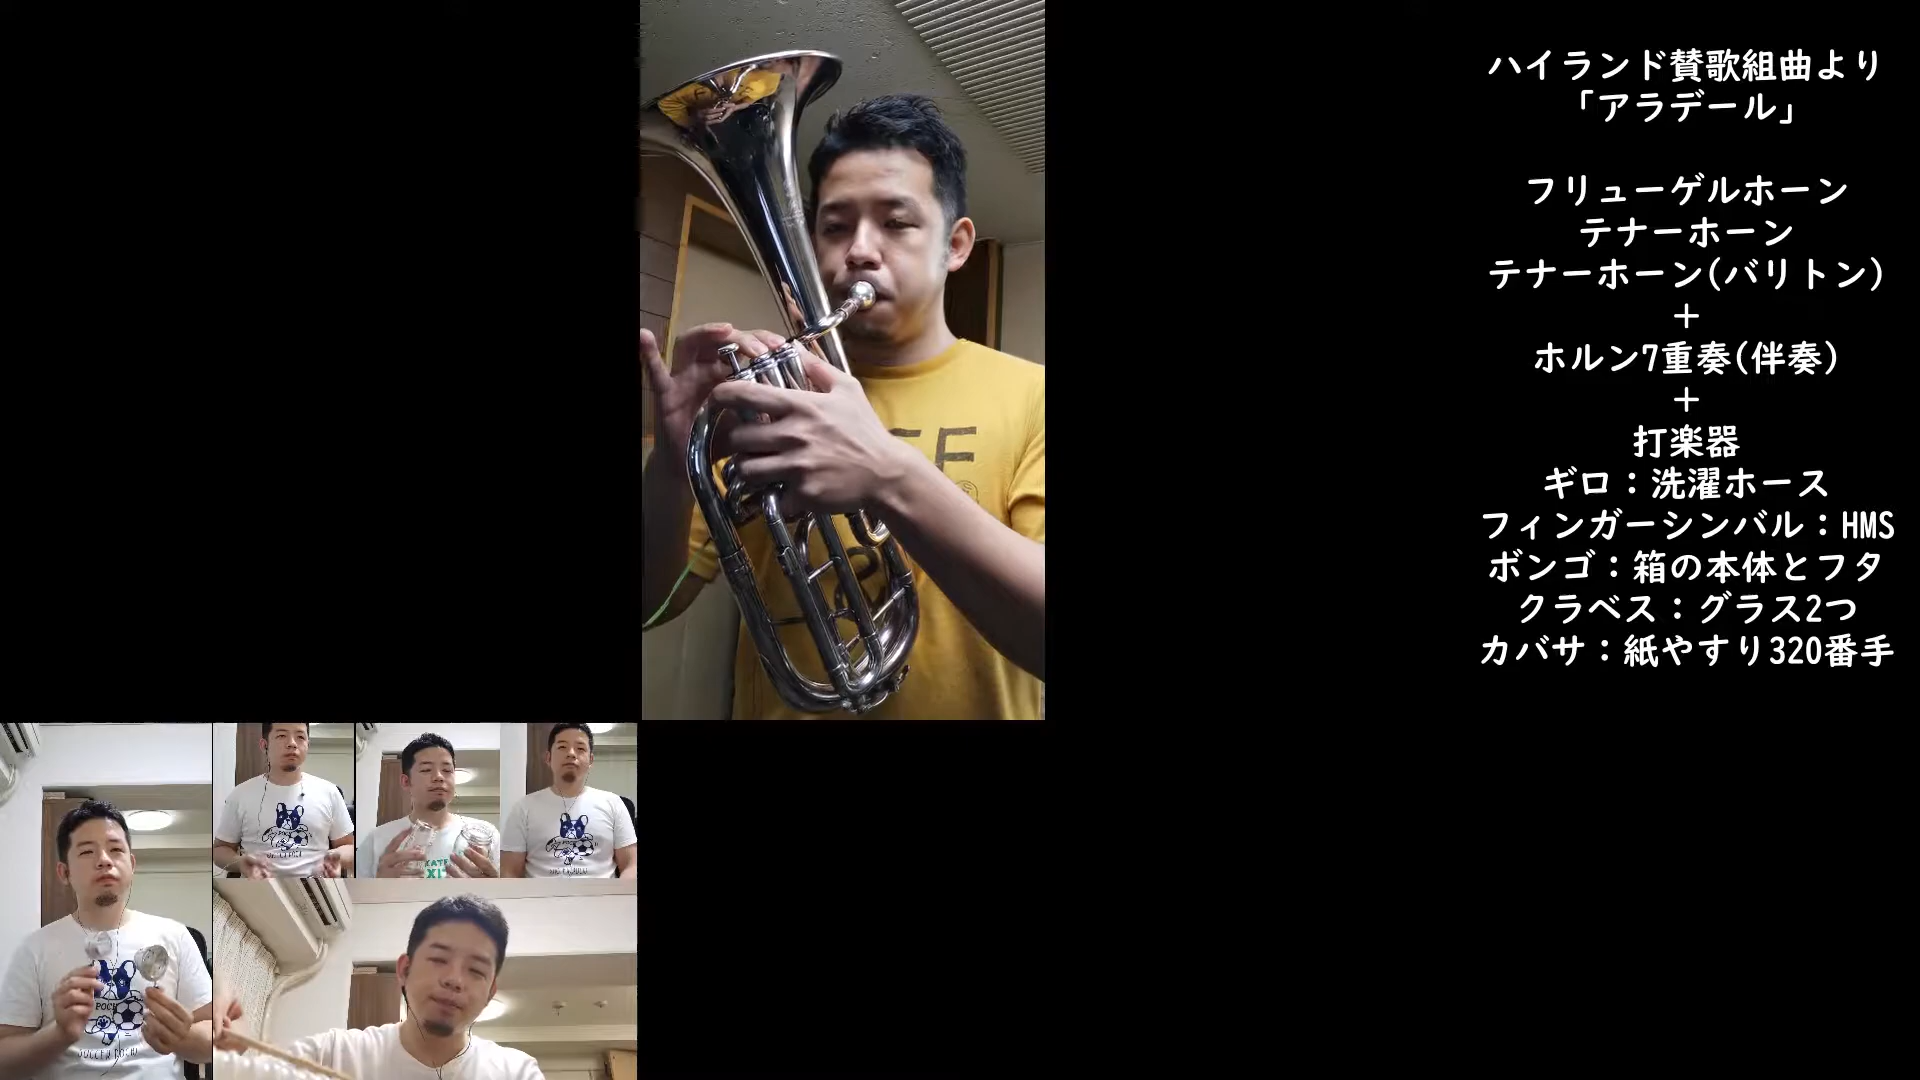 ハイランド賛歌組曲より
「アラデール」
フリューゲルホーン
テナーホーン
テナーホーン(バリトン)
+
ホルン7重奏(伴奏)
+
打楽器
ギロ：洗濯ホース
フィンガーシンバル：HMS
ボンゴ：箱の本体とフタ
クラベス：グラス2つ
カバサ：紙やすり320番手
POCH